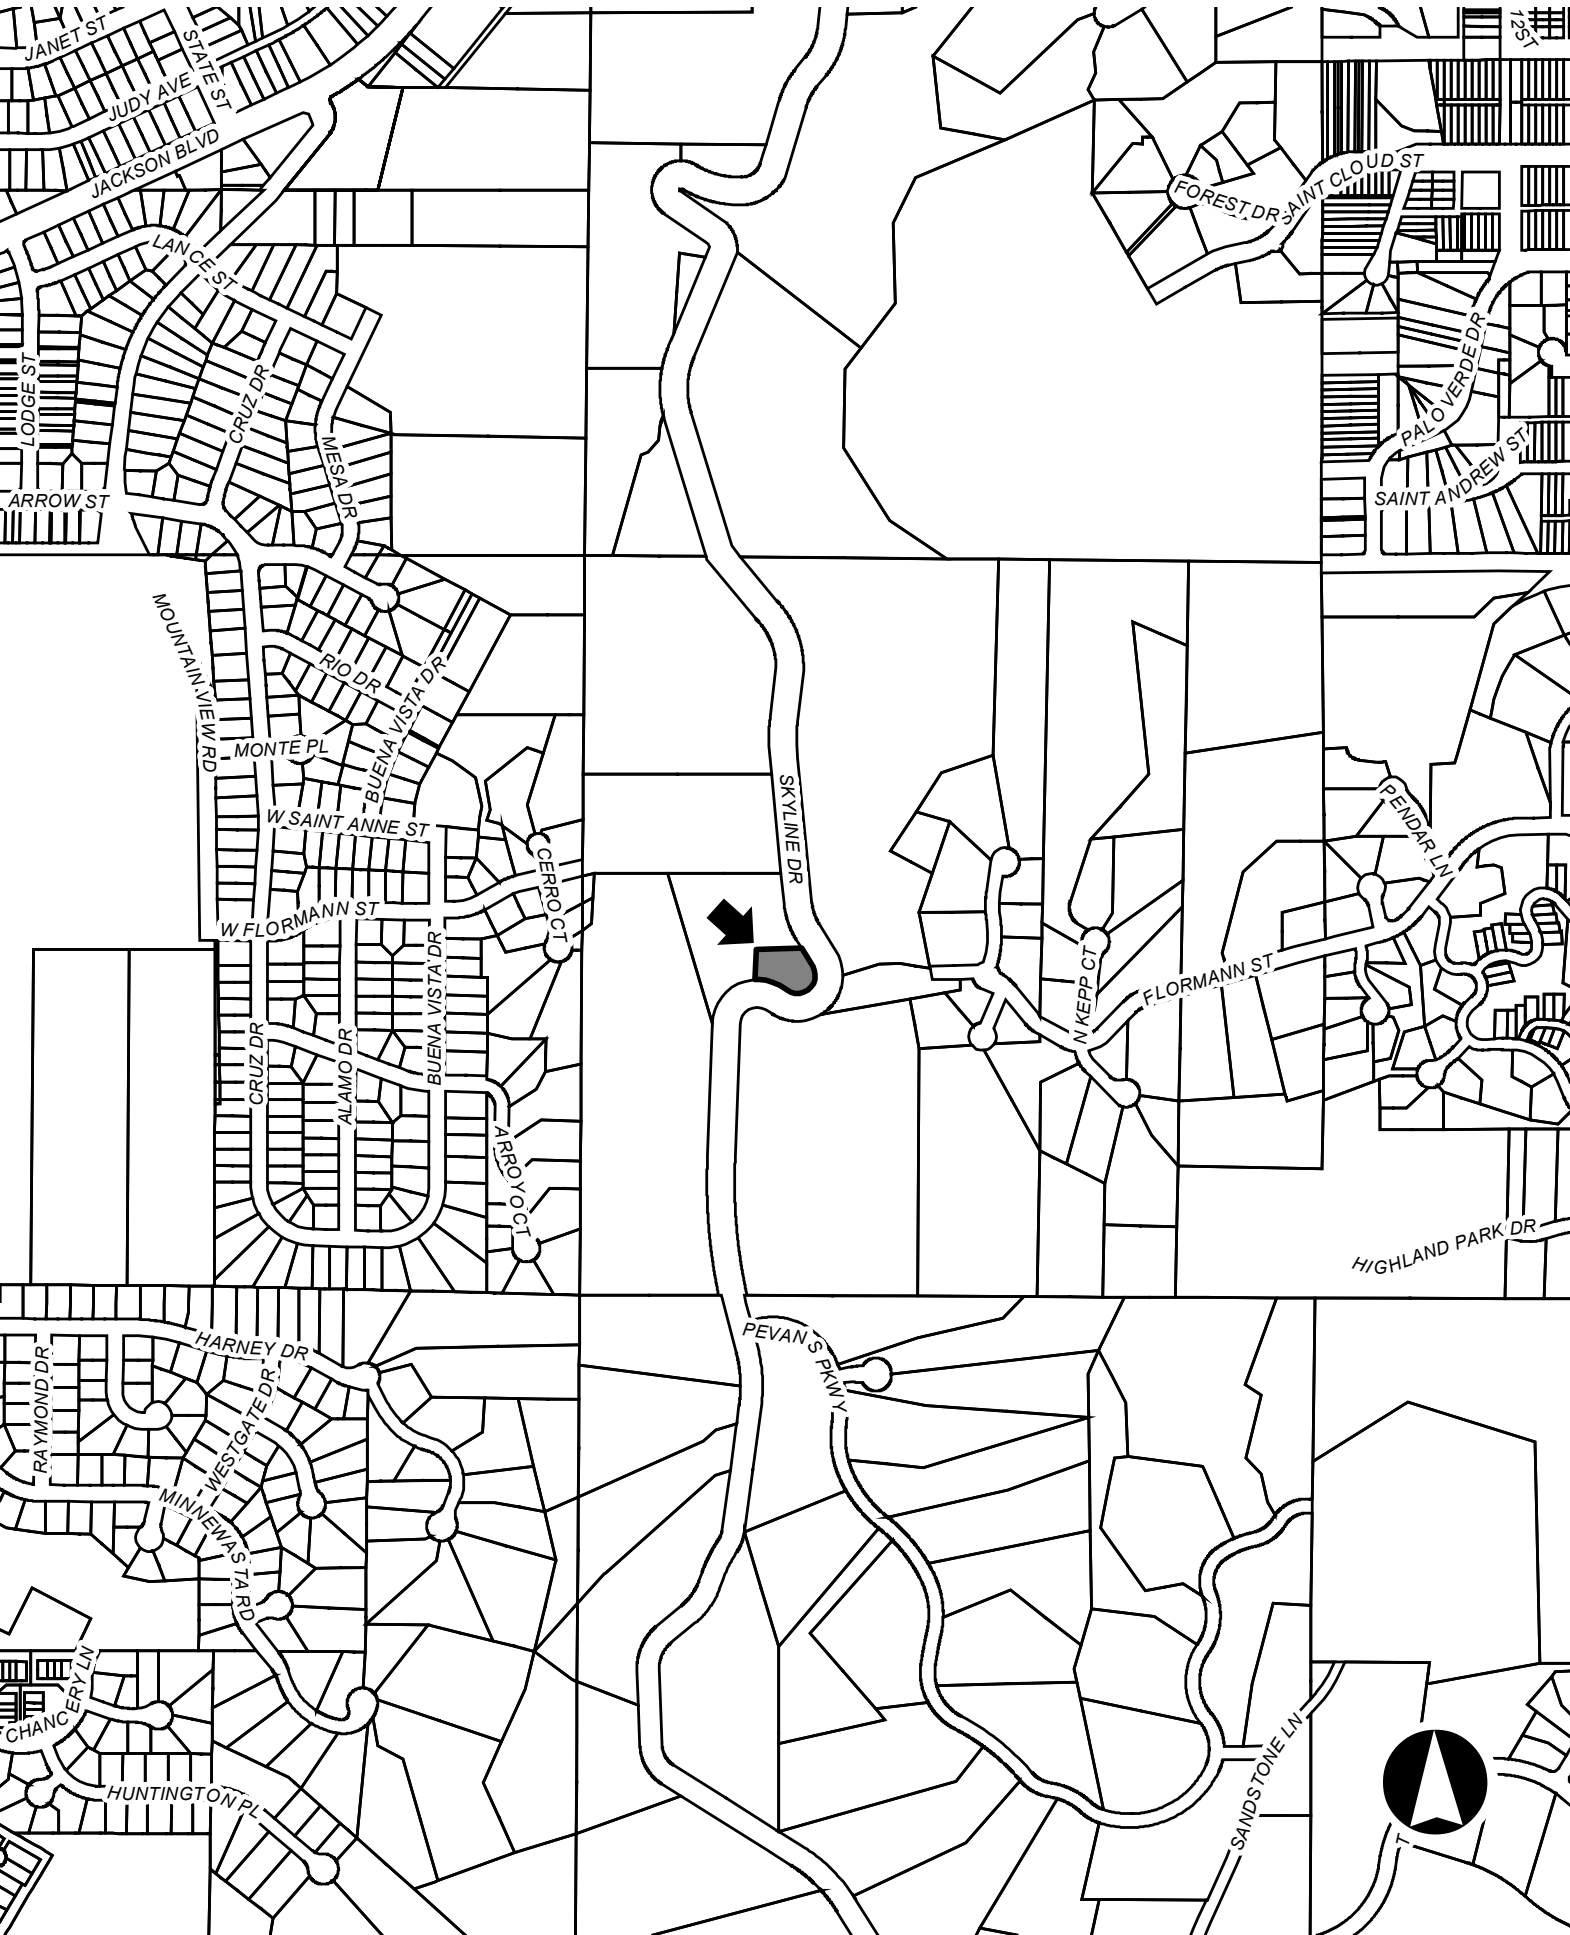 JANET ST
STATE ST
12ST
JUDY AVE
JACKSON BLVD
SAINT CLOUD ST
FOREST DR
LANCE ST
PALO VERDE DR
LODGE ST
CRUZ DR
MESA DR
SAINT ANDREW ST
ARROW ST
MOUNTAIN VIEW RD
RIO DR
BUENA VISTA DR
MONTE PL
SKYLINE DR
PENDAR LN
W SAINT ANNE ST
CERRO CT
W FLORMANN ST
BUENA VISTA DR
N KEPP CT
FLORMANN ST
CRUZ DR
ALAMO DR
ARROYO CT
HIGHLAND PARK DR
HARNEY DR
PEVANS PKWY
RAYMOND DR
WESTGATE DR
MINNEWASTA RD
CHANCERY LN
SANDSTONE LN
HUNTINGTON PL
T